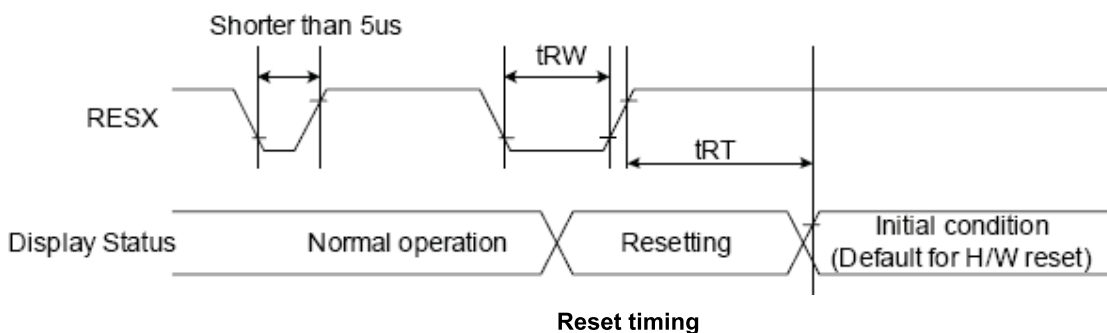 Shorter than 5us
tRW
RESX
tRT
Display Status
Normal operation
Resetting
Initial condition
(Default for H/W reset)
Reset timing